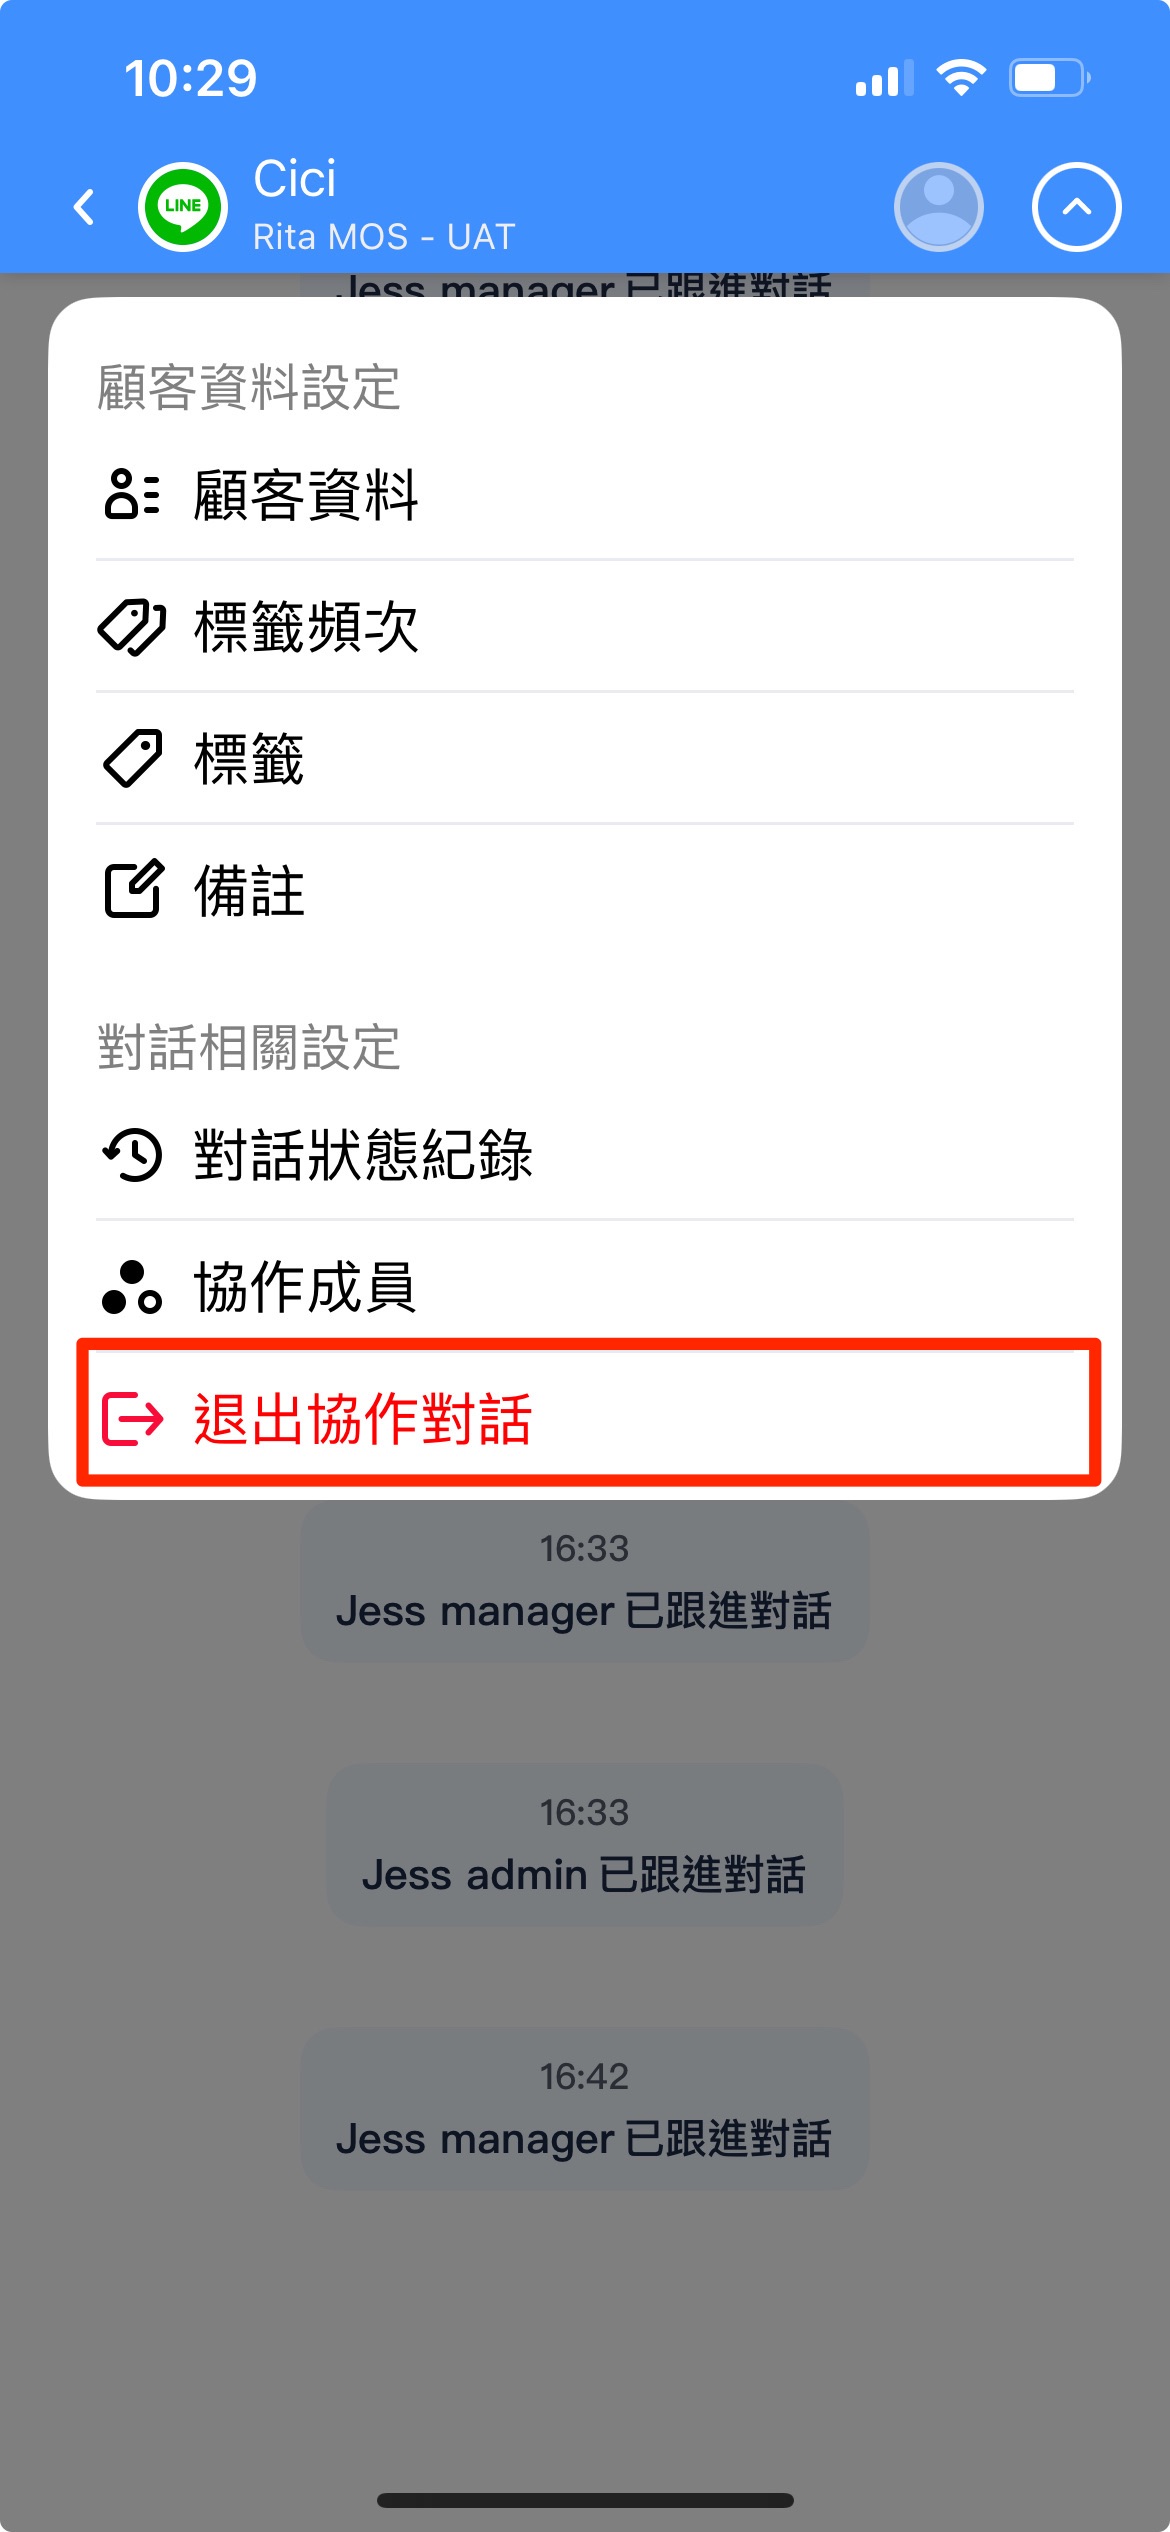 10:29
LINE
Cici
Rita MOS - UAT
Jess manager 已跟進對話
顧客資料設定
顧客資料
標籤頻次
標籤
備註
對話相關設定
對話狀態紀錄
協作成員
退出協作對話
16:33
Jess manager 已跟進對話
16:33
Jess admin 已跟進對話
16:42
Jess manager 已跟進對話